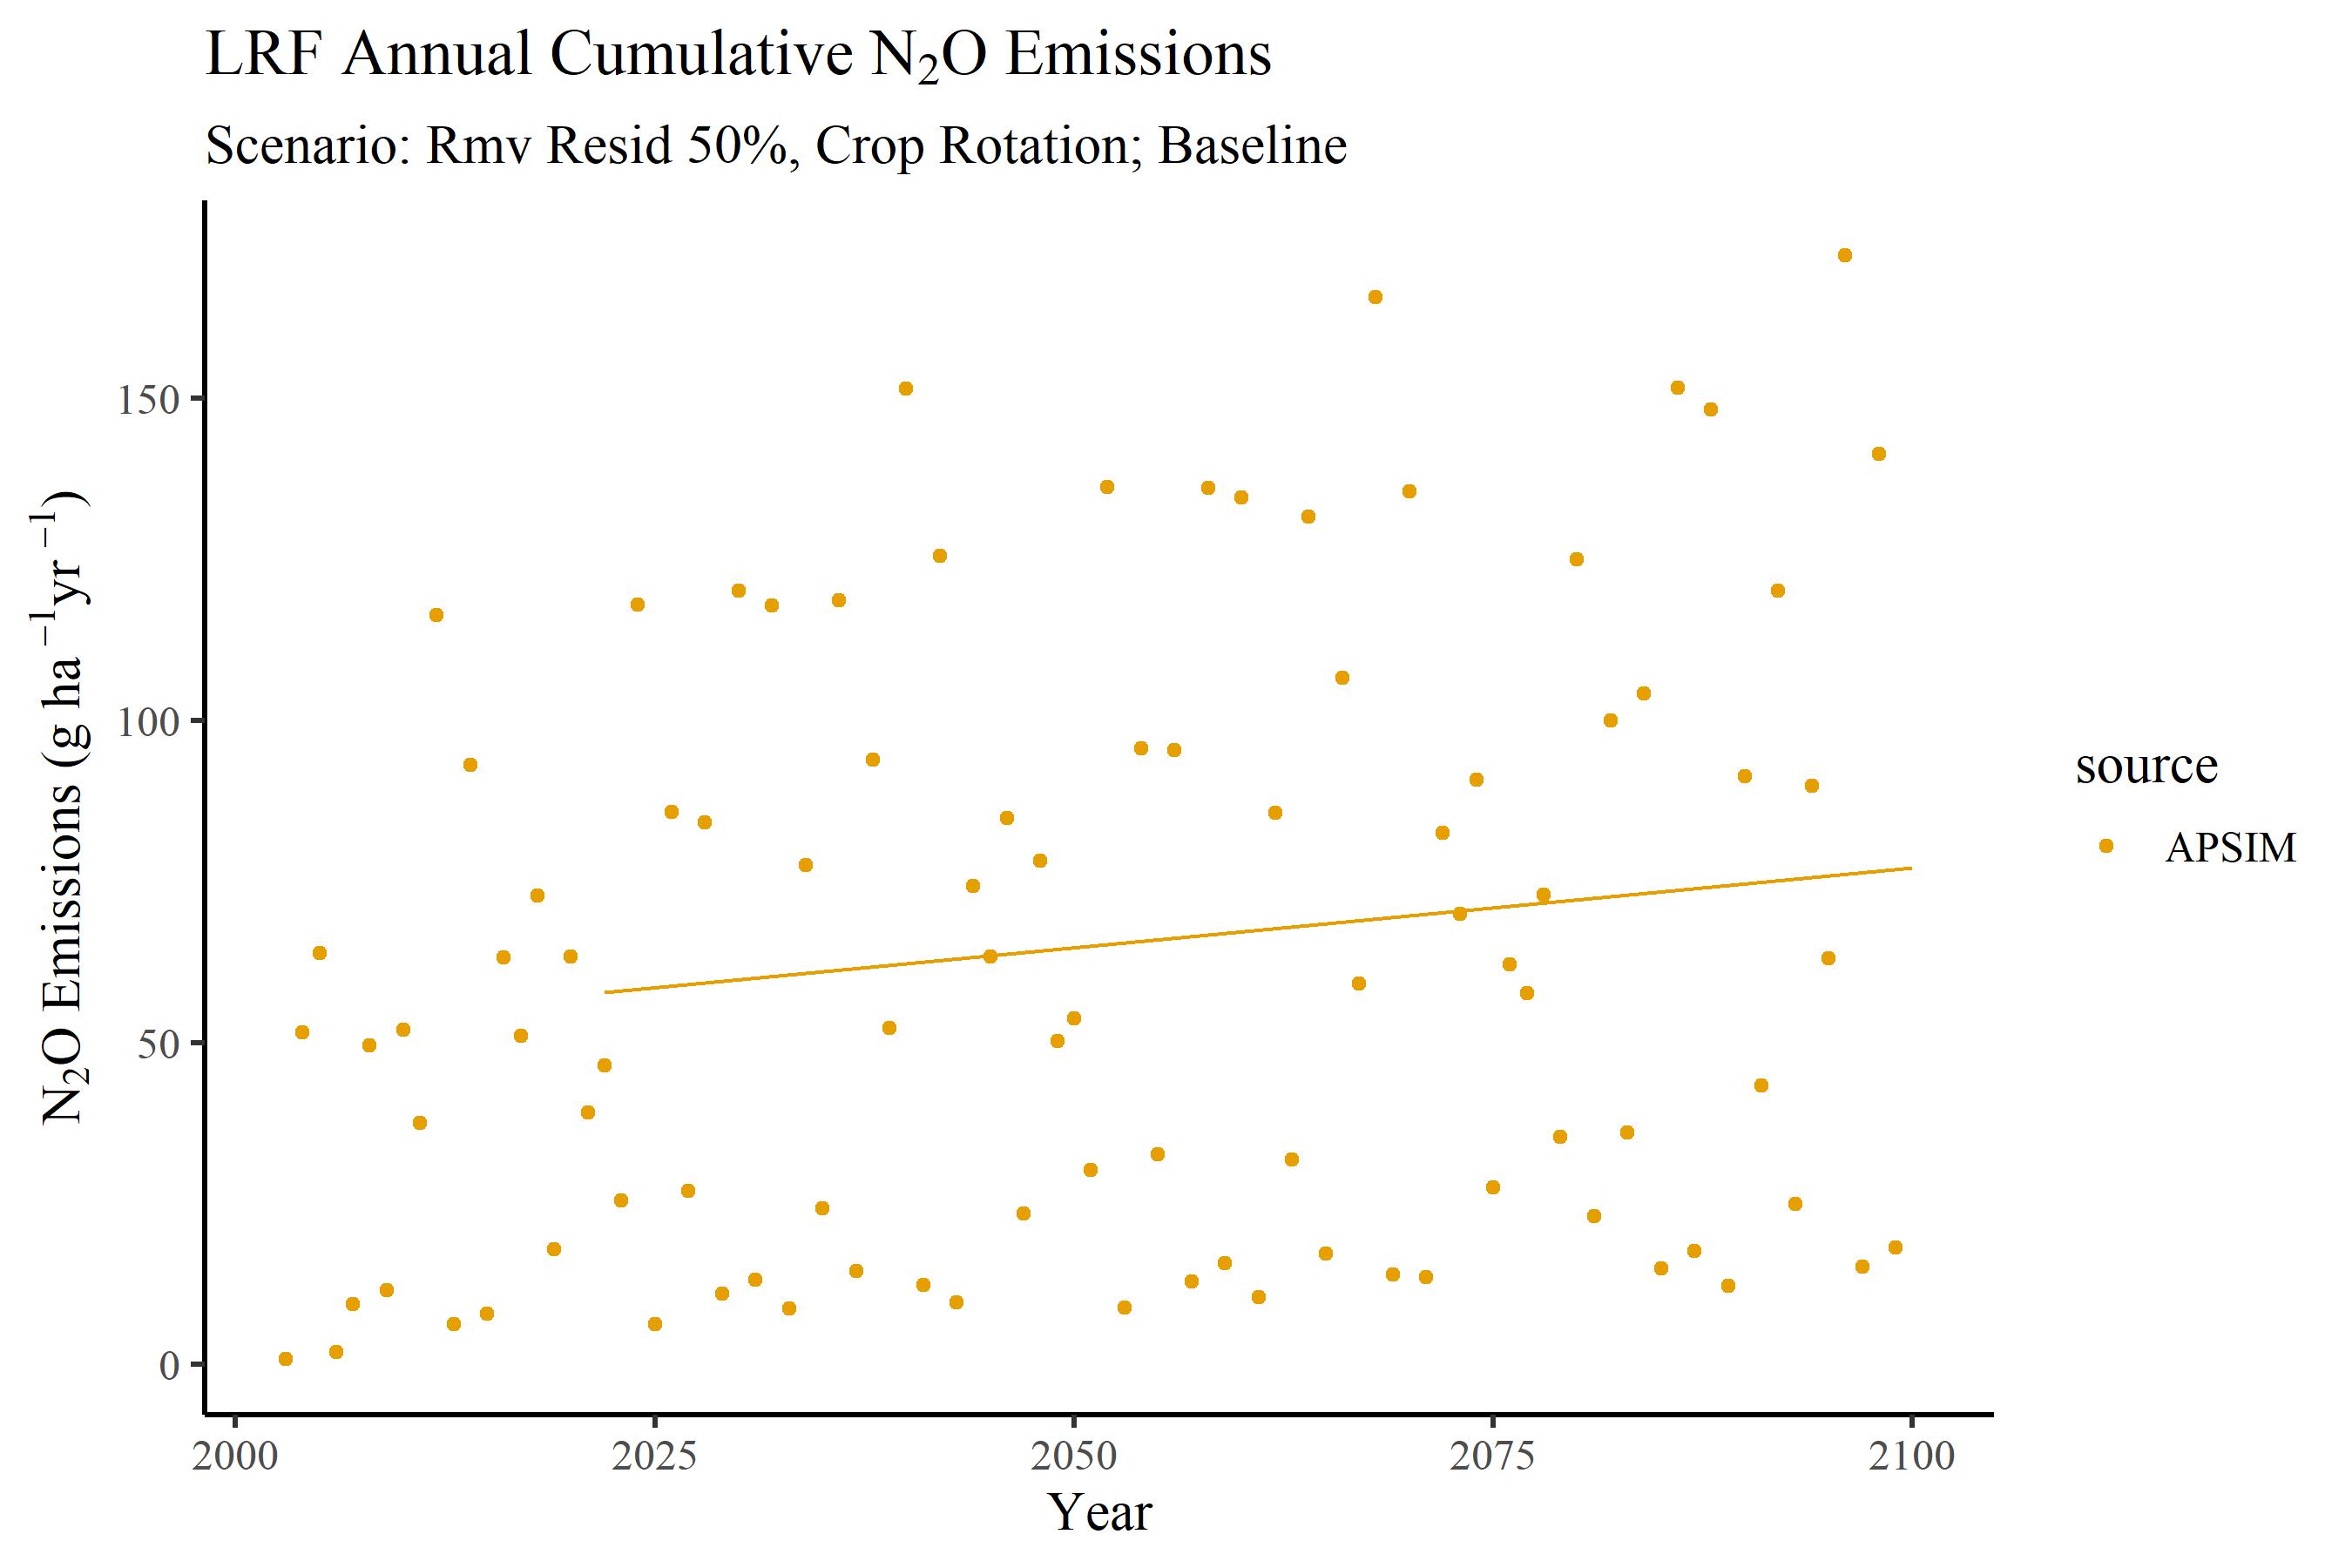 LRF Annual Cumulative N₂O Emissions
Scenario: Rmv Resid 50%, Crop Rotation; Baseline
N₂O Emissions (g ha⁻¹yr⁻¹)
150
100
50
0
2000 2025 2050 2075 2100
Year
source
APSIM